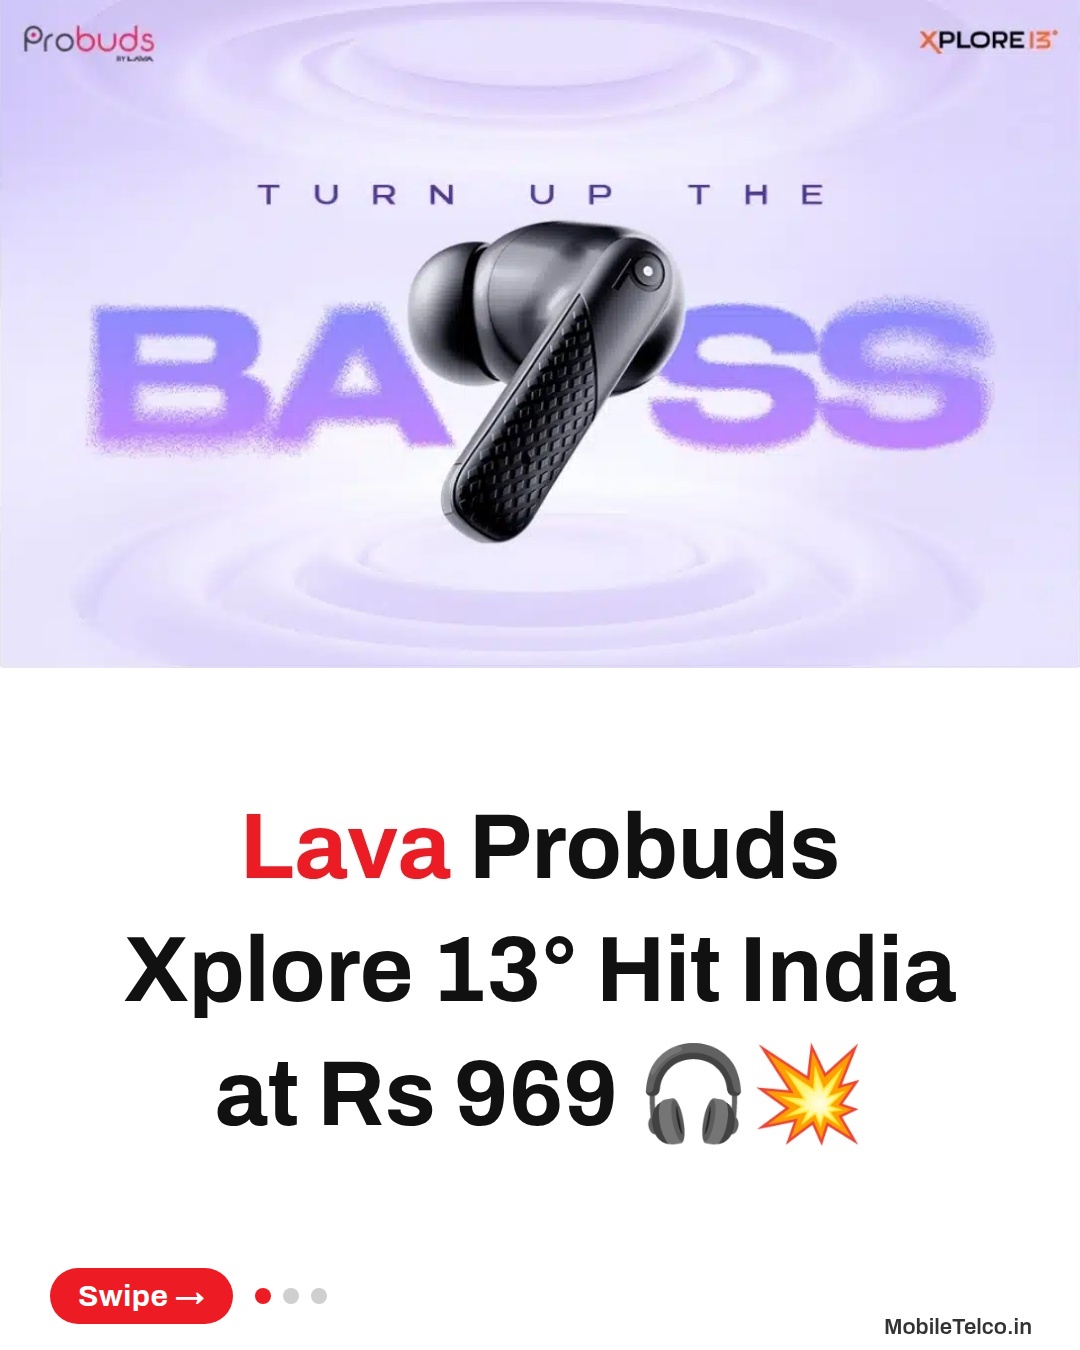 Probuds
BY LAVA
XPLORE 13°
TURN UP THE
BASS
Lava Probuds
Xplore 13° Hit India
at Rs 969 🎧💥
Swipe →
MobileTelco.in